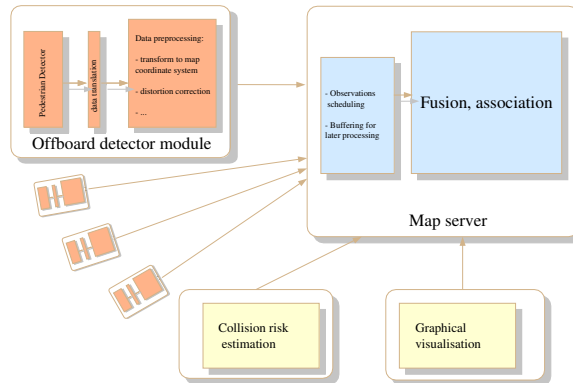 Pedestrian Detector
data translation
Data preprocessing:
- transform to map
coordinate system
- distortion correction
- ...
Offboard detector module
- Observations
scheduling
- Buffering for
later processing
Fusion, association
Map server
Collision risk
estimation
Graphical
visualisation